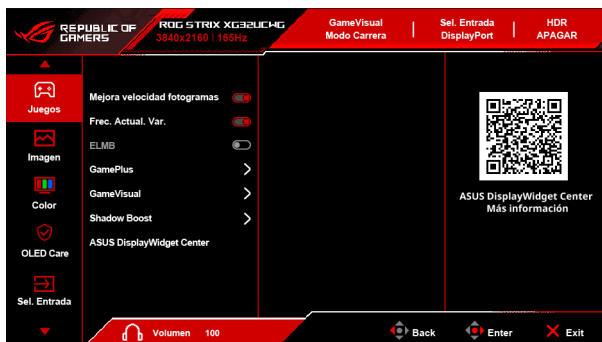 REPUBLIC OF
GAMERS
ROG STRIX XG32UCWG
3840x2160 | 165Hz
GameVisual
Modo Carrera
Sel. Entrada
DisplayPort
HDR
APAGAR
Juegos
Imagen
Color
OLED Care
Sel. Entrada
Mejora velocidad fotogramas
Frec. Actual. Var.
ELMB
GamePlus
GameVisual
Shadow Boost
ASUS DisplayWidget Center
ASUS DisplayWidget Center
Más información
Volumen 100
Back
Enter
Exit